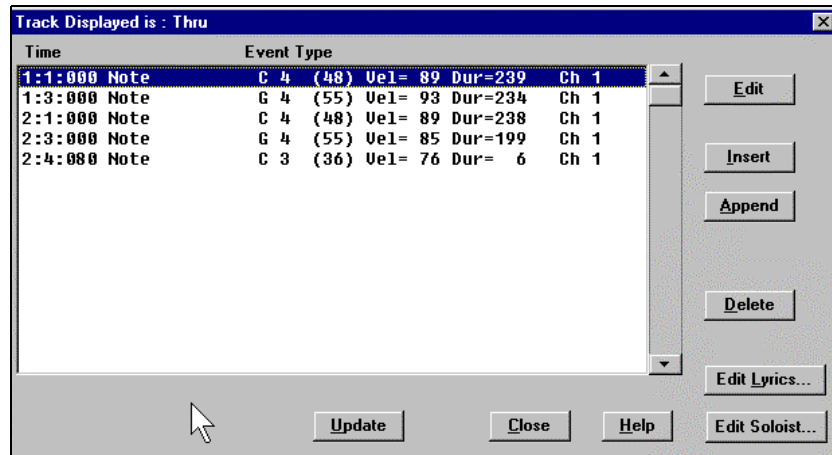 Track Displayed is : Thru
Time Event Type
1:1:000 Note C 4 (48) Vel= 89 Dur=239 Ch 1
1:3:000 Note G 4 (55) Vel= 93 Dur=234 Ch 1
2:1:000 Note C 4 (48) Vel= 89 Dur=238 Ch 1
2:3:000 Note G 4 (55) Vel= 85 Dur=199 Ch 1
2:4:080 Note C 3 (36) Vel= 76 Dur= 6 Ch 1
Edit
Insert
Append
Delete
Edit Lyrics...
Update Close Help Edit Soloist...